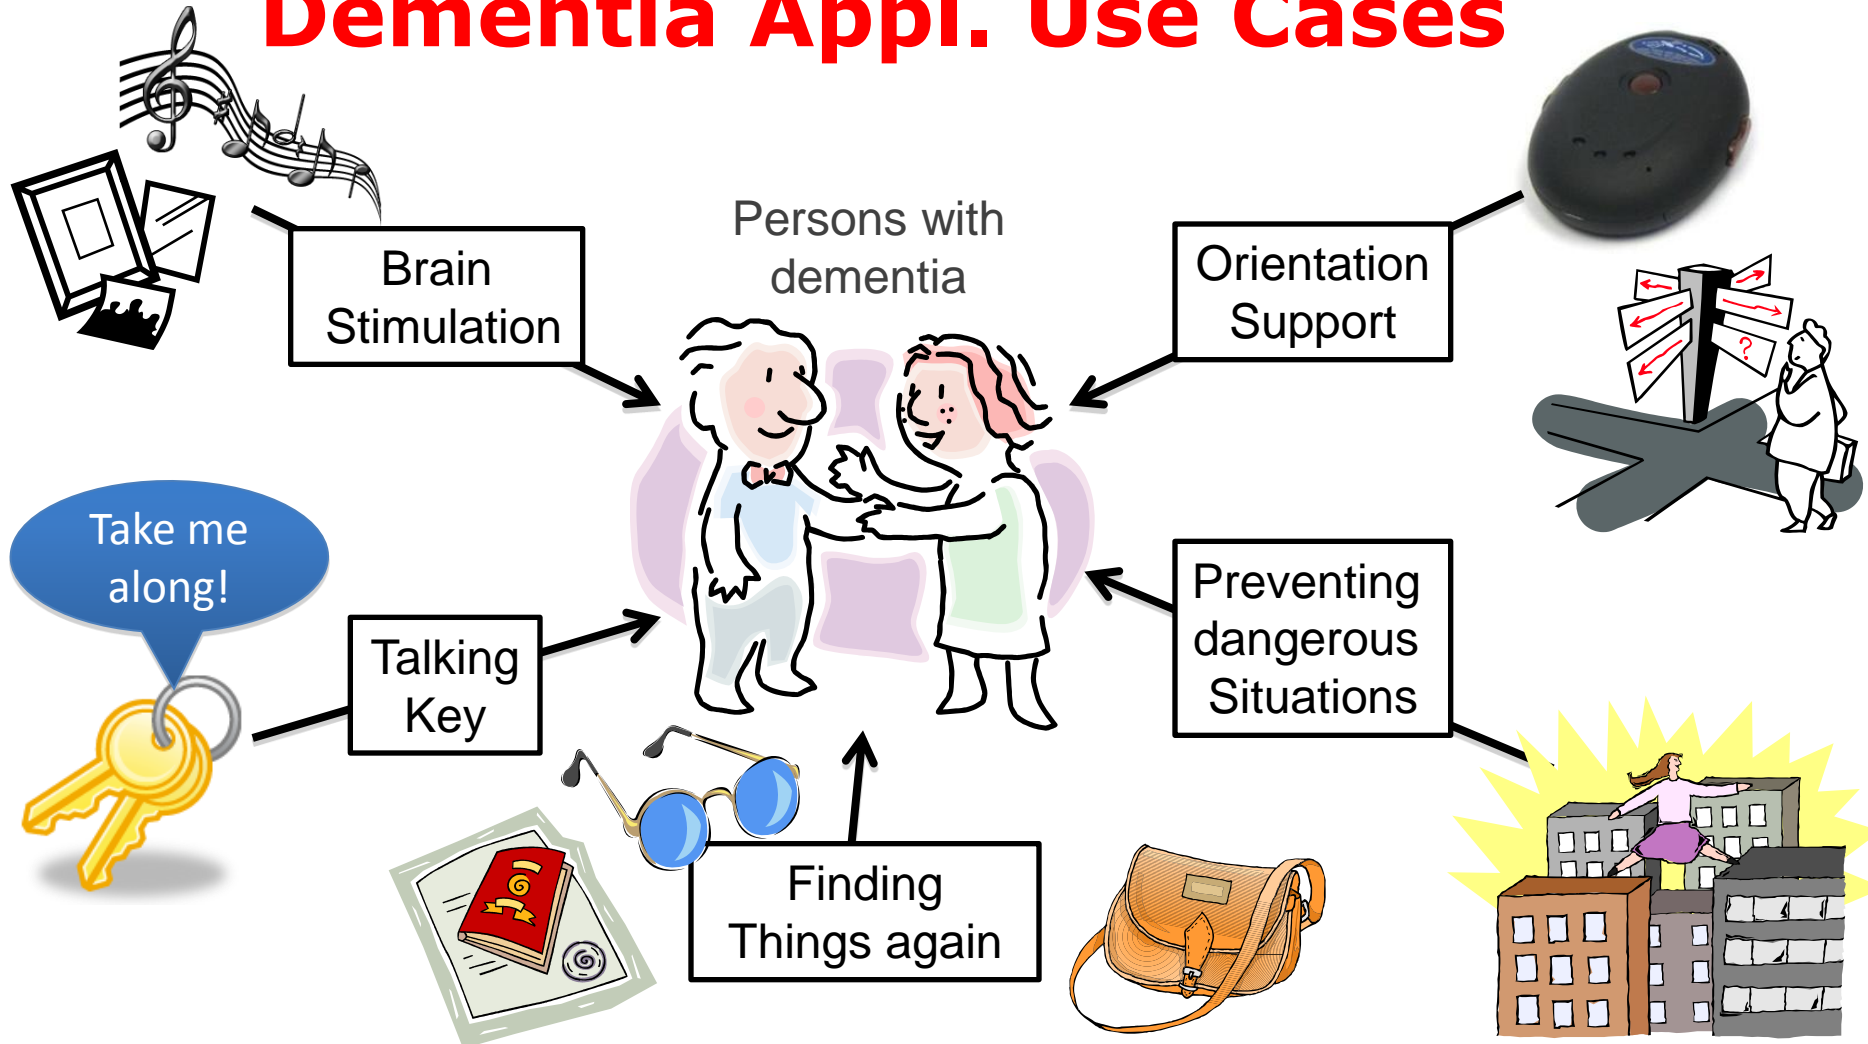 Dementia Appl. Use Cases
Persons with
dementia
Brain
Stimulation
Orientation
Support
?
Take me
along!
Talking
Key
Preventing
dangerous
Situations
Finding
Things again